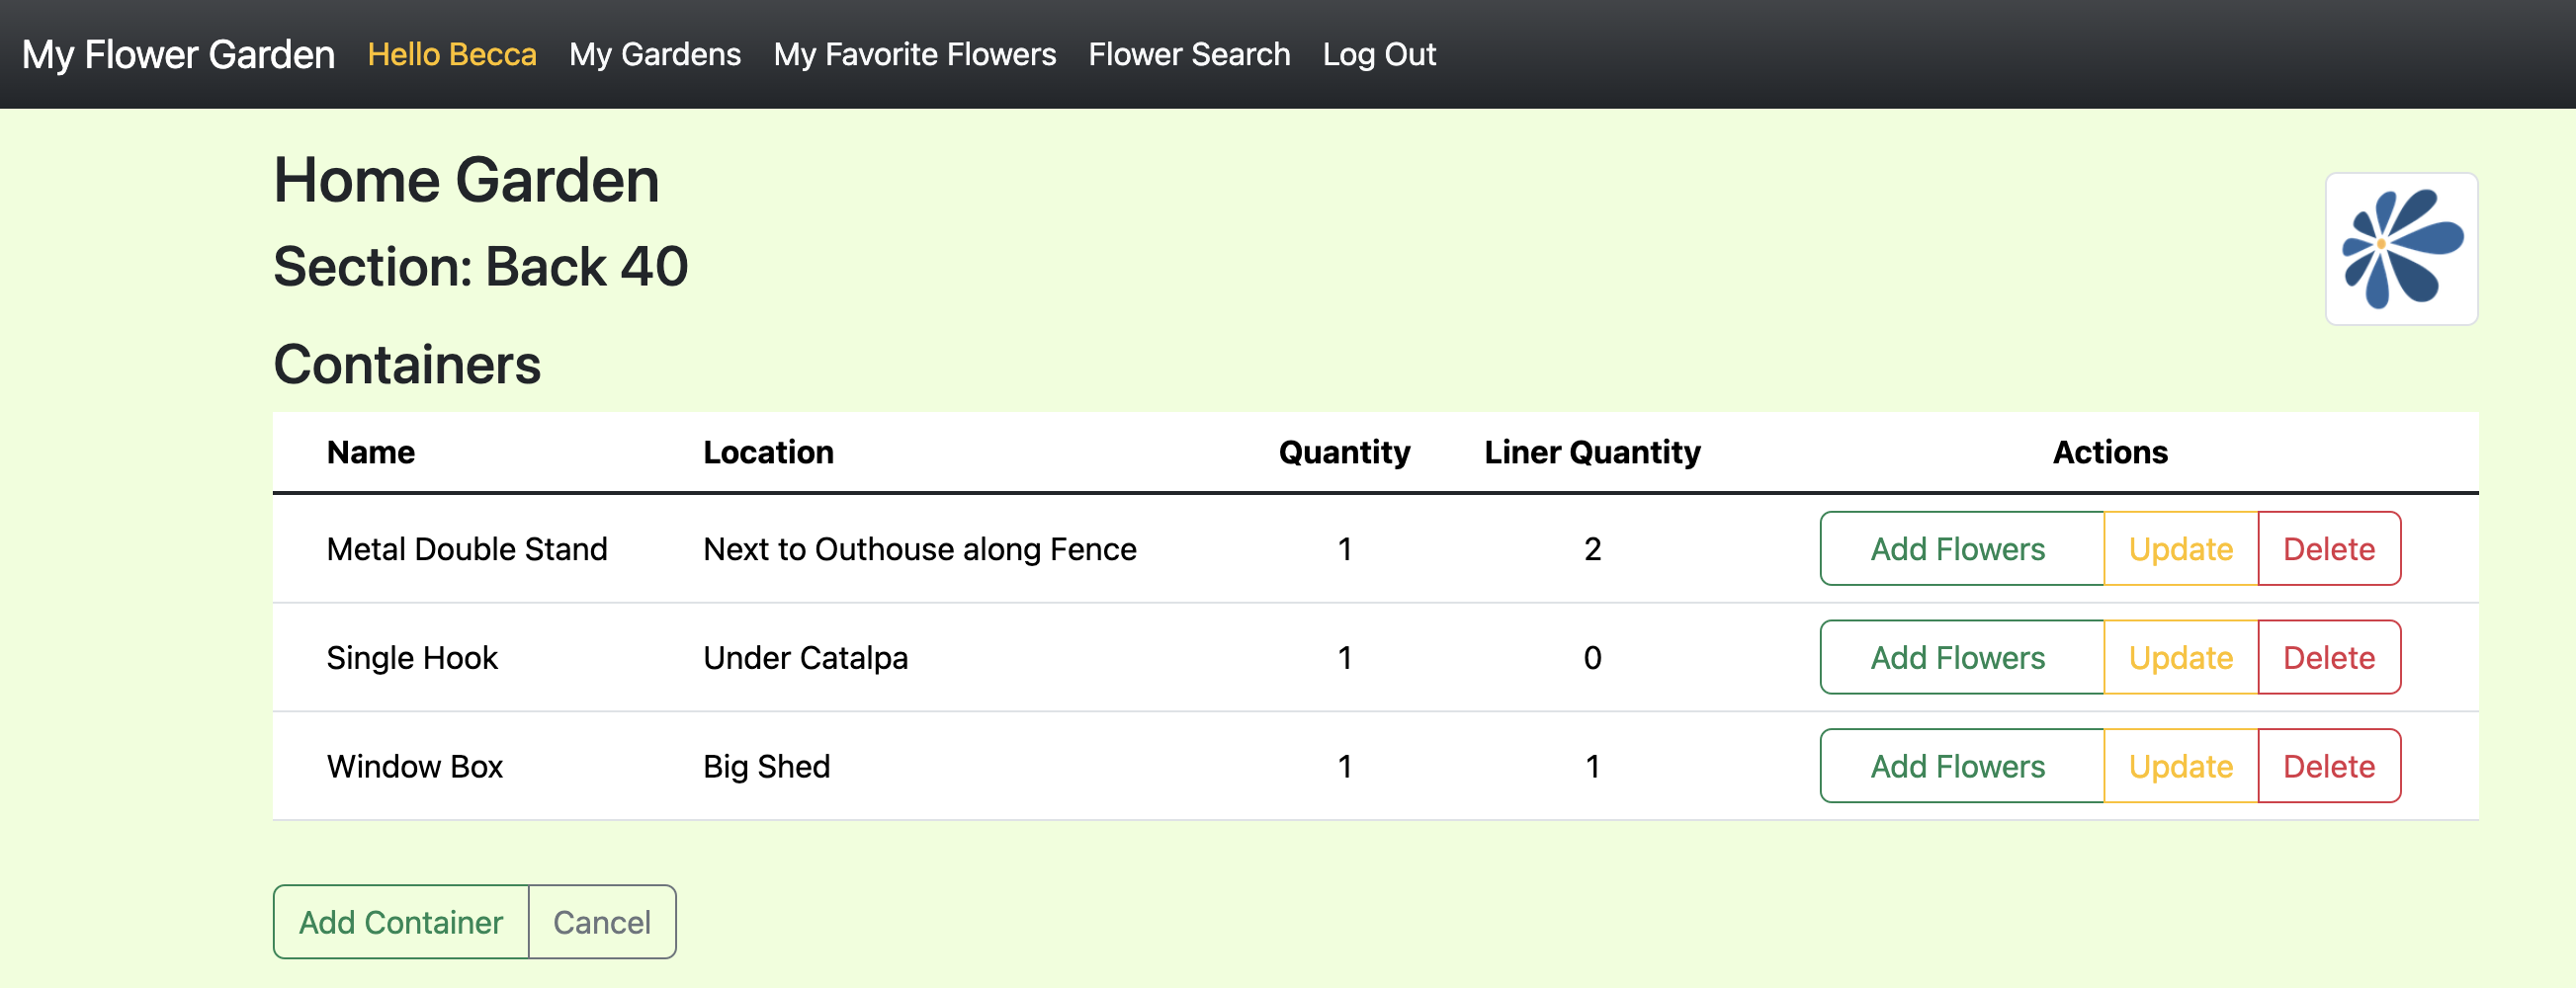 My Flower Garden Hello Becca My Gardens My Favorite Flowers Flower Search Log Out
Home Garden
Section: Back 40
Containers
Name Location Quantity Liner Quantity Actions
Metal Double Stand Next to Outhouse along Fence 1 2 Add Flowers Update Delete
Single Hook Under Catalpa 1 0 Add Flowers Update Delete
Window Box Big Shed 1 1 Add Flowers Update Delete
Add Container Cancel